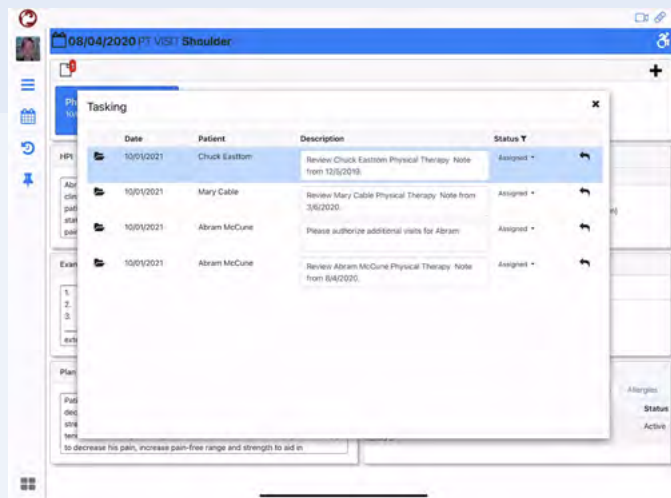 08/04/2020 PT VISIT Shoulder
Tasking
Date Patient Description Status
10/01/2021 Chuck Easttom Review Chuck Easttom Physical Therapy Note
from 12/5/2019. Assigned
10/01/2021 Mary Cable Review Mary Cable Physical Therapy Note from
3/6/2020. Assigned
10/01/2021 Abram McCune Please authorize additional visits for Abram Assigned
10/01/2021 Abram McCune Review Abram McCune Physical Therapy Note
from 8/4/2020. Assigned
HPI
Exam
1.
2.
3.
Plan
Allergies
Status
Active
to decrease his pain, increase pain-free range and strength to aid in